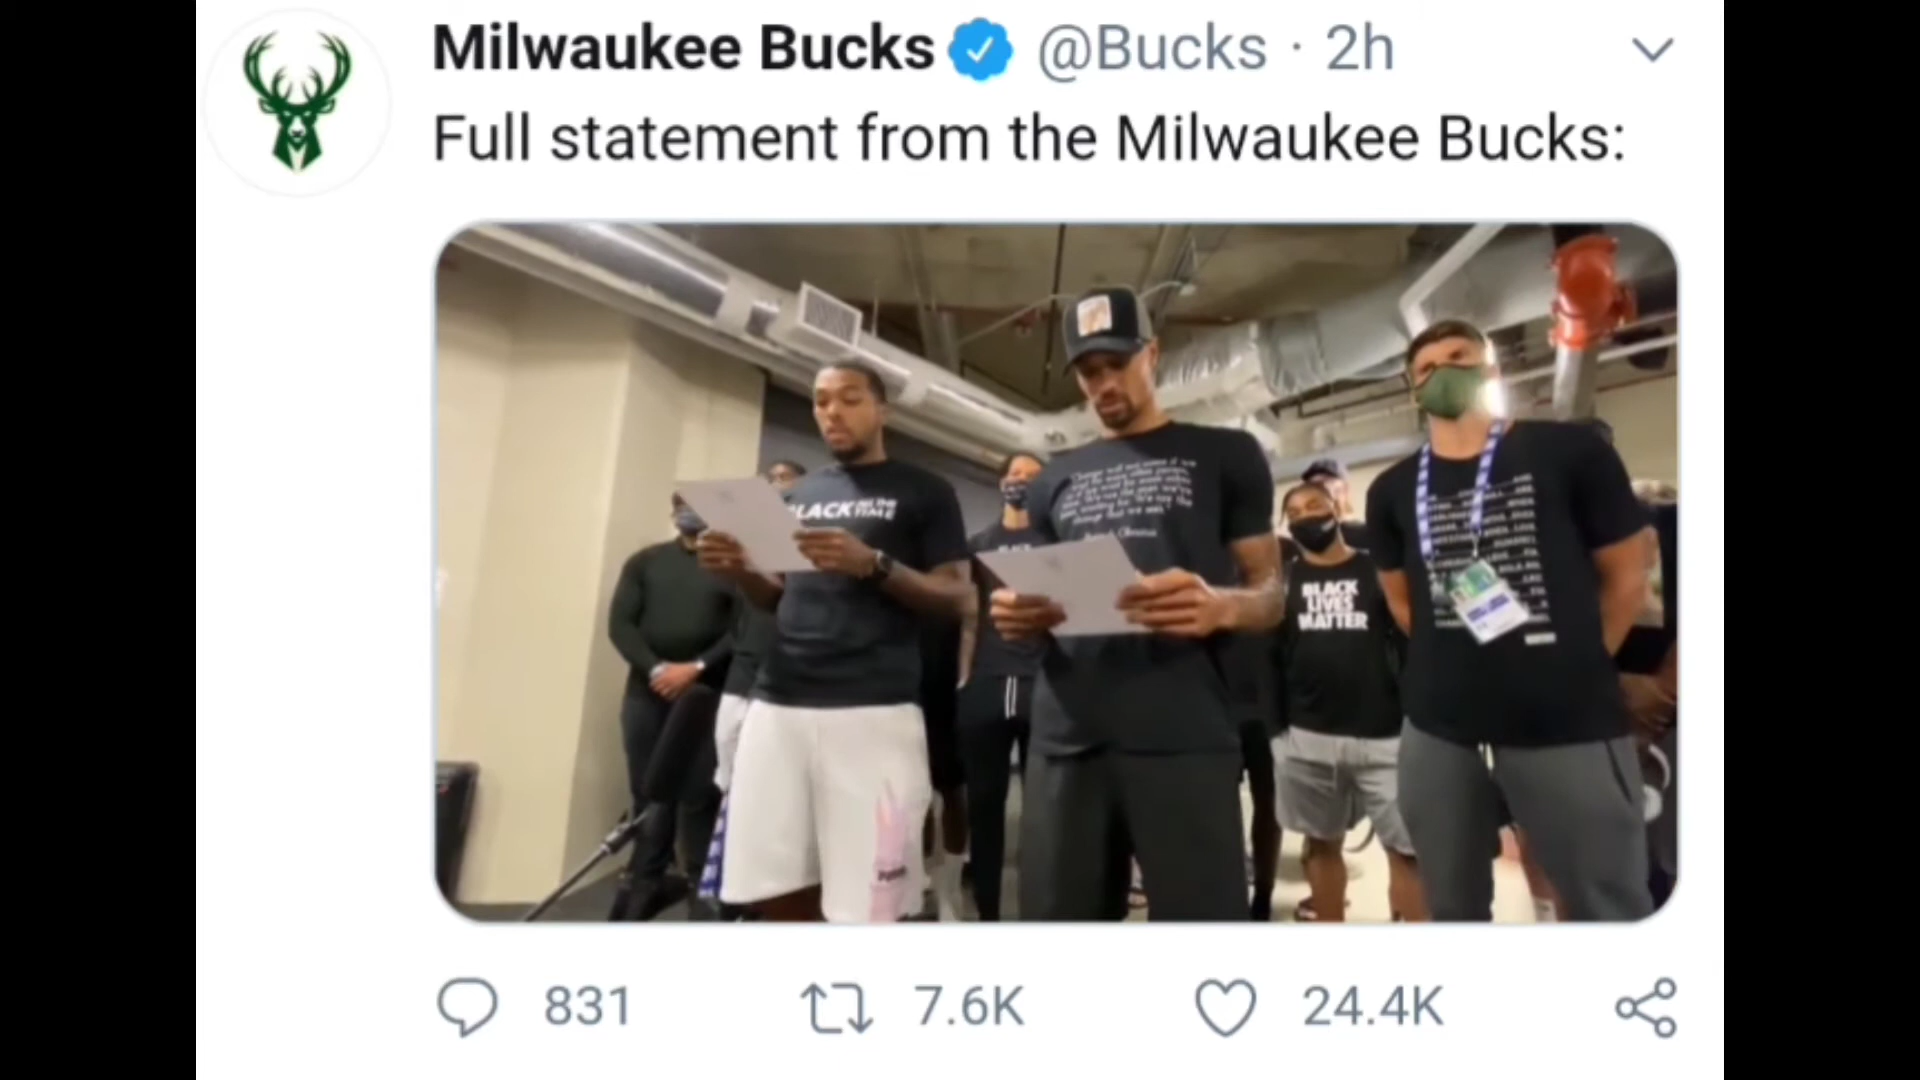 Milwaukee Bucks @Bucks · 2h
Full statement from the Milwaukee Bucks:
BLACK
LIVES
MATTER
831 7.6K 24.4K